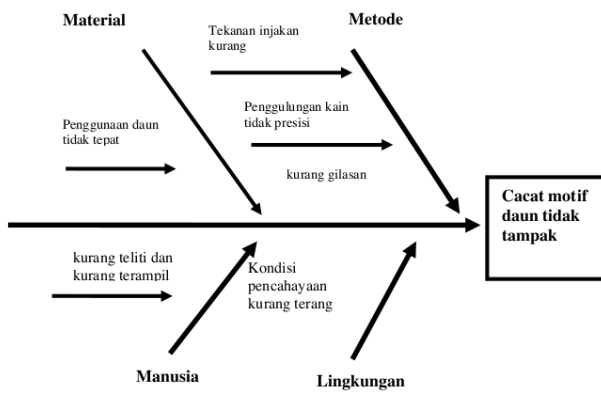 Material
Tekanan injakan
kurang
Metode
Penggunaan daun
tidak tepat
Penggulungan kain
tidak presisi
kurang gilasan
Cacat motif
daun tidak
tampak
kurang teliti dan
kurang terampil
Kondisi
pencahayaan
kurang terang
Manusia
Lingkungan